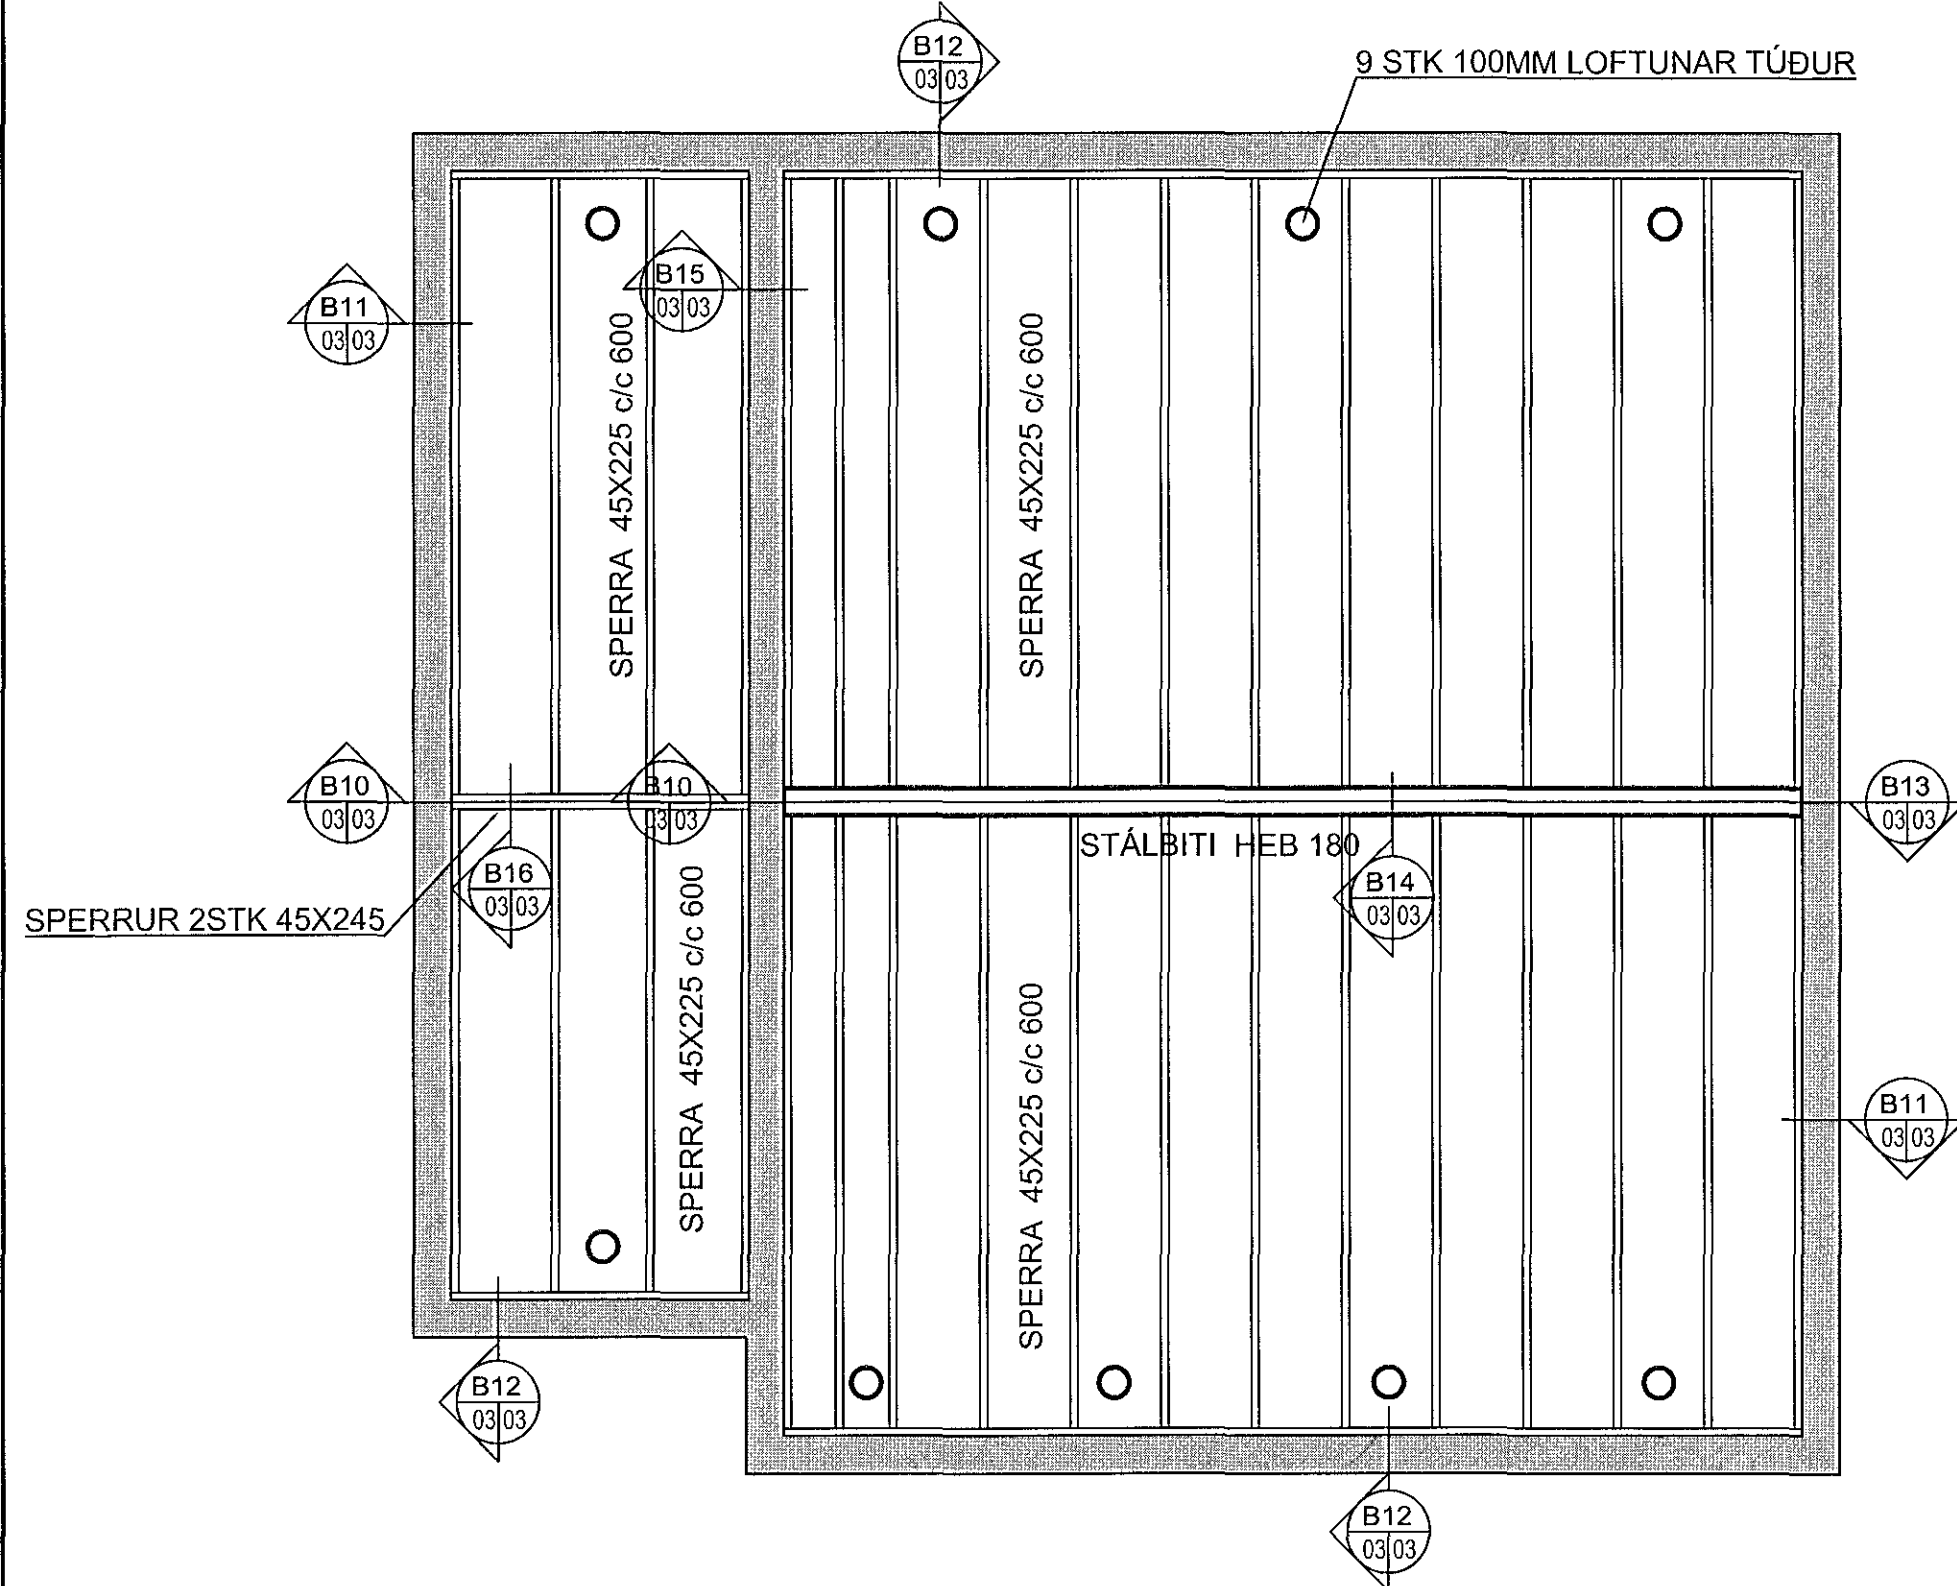 B12
03 03
9 STK 100MM LOFTUNAR TÚÐUR
B15
03 03
B11
03 03
SPERRA 45X225 c/c 600
SPERRA 45X225 c/c 600
B10
03 03
B10
03 03
B13
03 03
STÁLBITI HEB 180
B16
03 03
B14
03 03
SPERRUR 2STK 45X245
SPERRA 45X225 c/c 600
SPERRA 45X225 c/c 600
B11
03 03
B12
03 03
B12
03 03